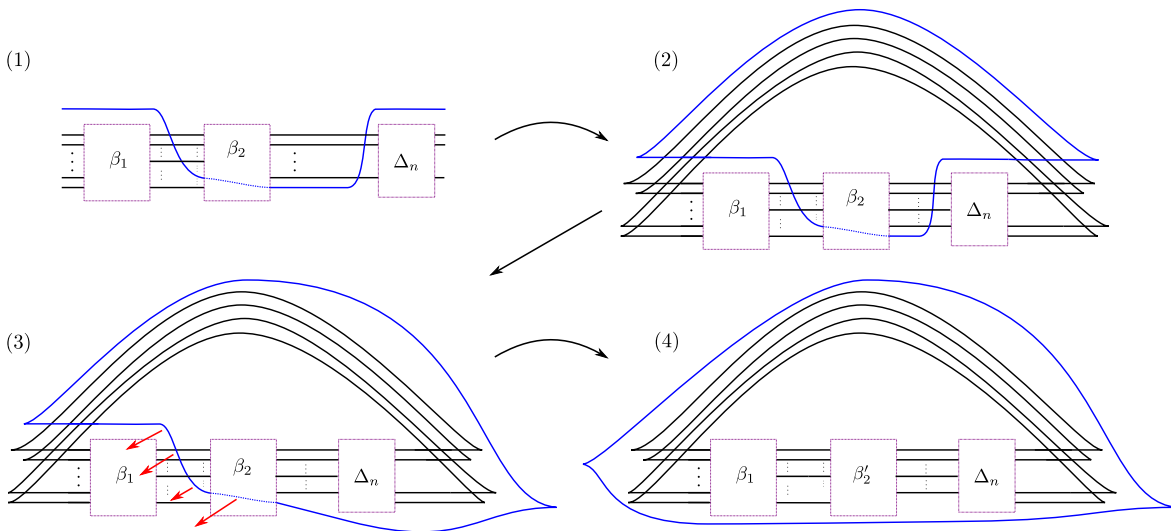 (1)
β₁ β₂ Δₙ
(2)
β₁ β₂ Δₙ
(3)
β₁ β₂ Δₙ
(4)
β₁ β₂′ Δₙ